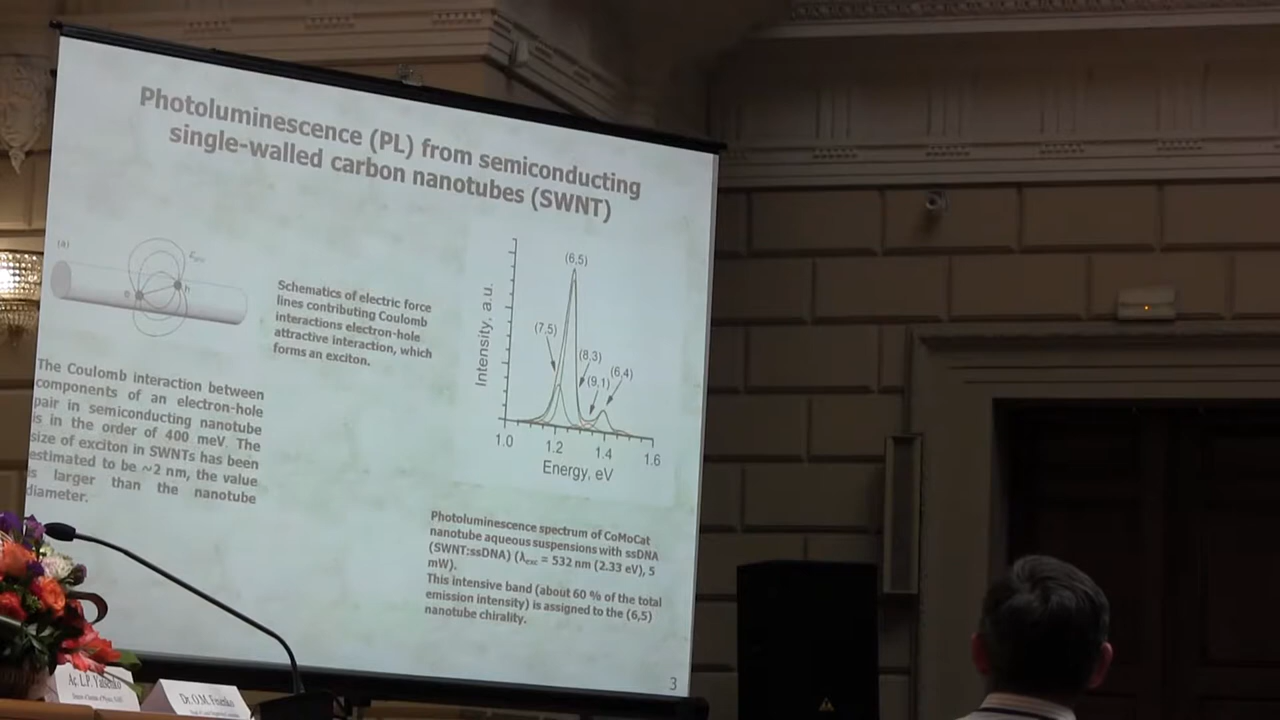 Photoluminescence (PL) from semiconducting
single-walled carbon nanotubes (SWNT)
(a)
e
h
Schematics of electric force
lines contributing Coulomb
interactions electron-hole
attractive interaction, which
forms an exciton.
The Coulomb interaction between
components of an electron-hole
pair in semiconducting nanotube
is in the order of 400 meV. The
size of exciton in SWNTs has been
estimated to be ~2 nm, the value
is larger than the nanotube
diameter.
Intensity, a.u.
(6,5)
(7,5)
(8,3)
(9,1)
(6,4)
1.0 1.2 1.4 1.6
Energy, eV
Photoluminescence spectrum of CoMoCat
nanotube aqueous suspensions with ssDNA
(SWNT:ssDNA) (λexc = 532 nm (2.33 eV), 5
mW).
This intensive band (about 60 % of the total
emission intensity) is assigned to the (6,5)
nanotube chirality.
3
Ac. L.P. Yatsenko
Dr. O.M.